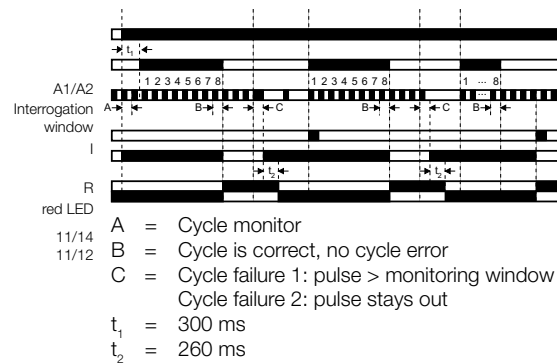 t1
1 2 3 4 5 6 7 8 1 2 3 4 5 6 7 8 1 ... 8
A1/A2
Interrogation
window
A B C B C B
I
t2 t2
R
red LED
11/14
11/12
A = Cycle monitor
B = Cycle is correct, no cycle error
C = Cycle failure 1: pulse > monitoring window
Cycle failure 2: pulse stays out
t1 = 300 ms
t2 = 260 ms